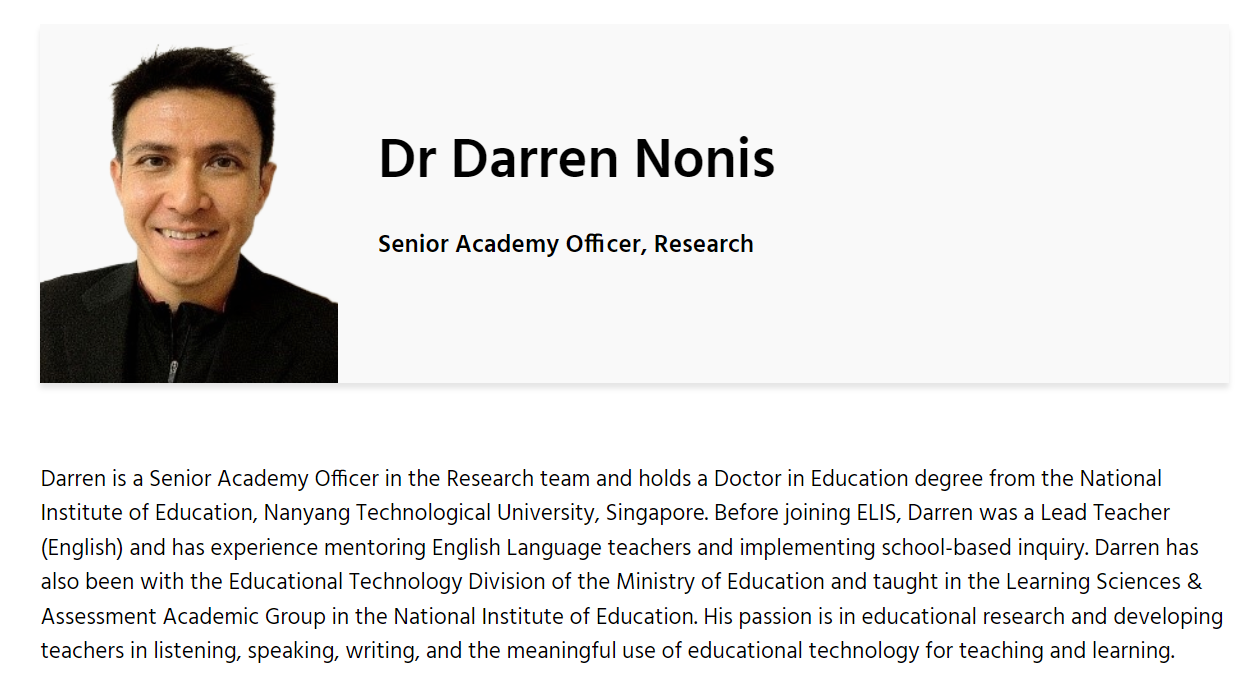 Dr Darren Nonis
Senior Academy Officer, Research
Darren is a Senior Academy Officer in the Research team and holds a Doctor in Education degree from the National
Institute of Education, Nanyang Technological University, Singapore. Before joining ELIS, Darren was a Lead Teacher
(English) and has experience mentoring English Language teachers and implementing school-based inquiry. Darren has
also been with the Educational Technology Division of the Ministry of Education and taught in the Learning Sciences &
Assessment Academic Group in the National Institute of Education. His passion is in educational research and developing
teachers in listening, speaking, writing, and the meaningful use of educational technology for teaching and learning.